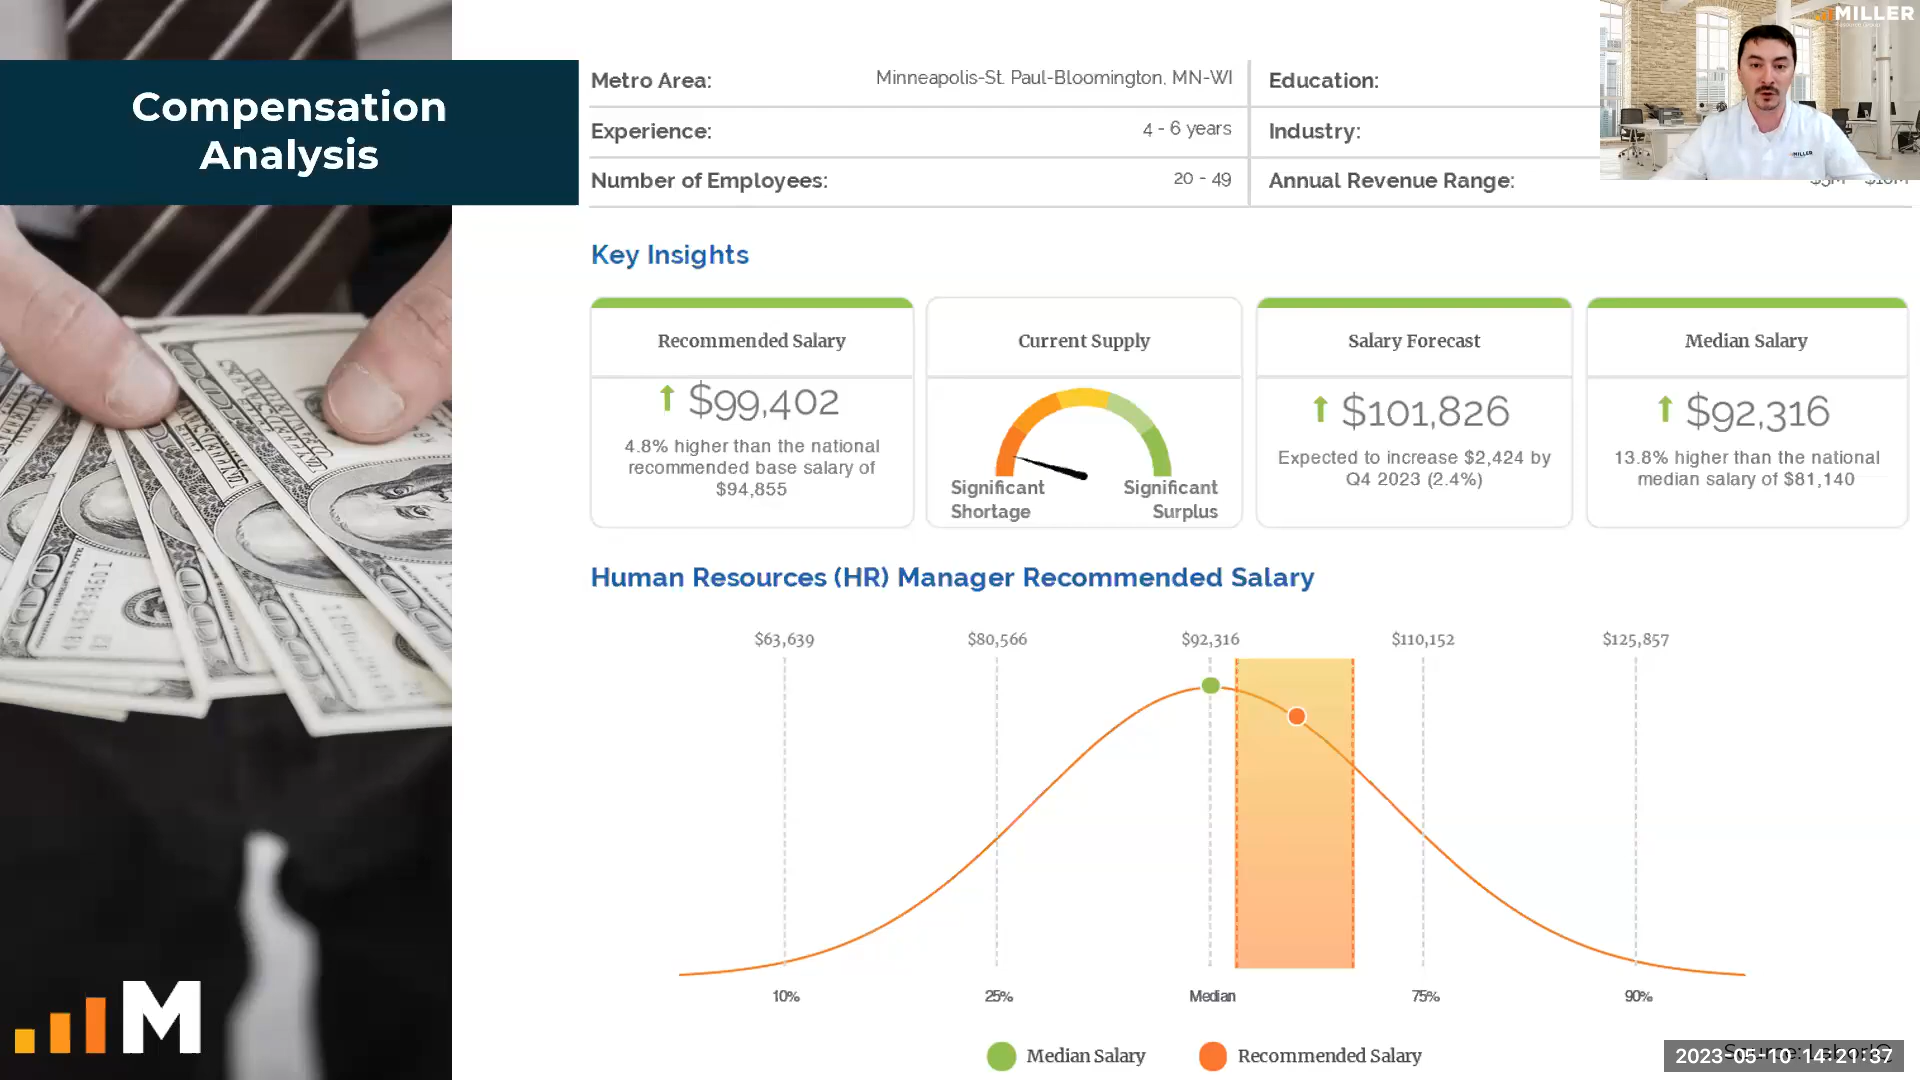 Compensation
Analysis
Metro Area:
Minneapolis-St. Paul-Bloomington, MN-WI
Education:
Experience:
4 - 6 years
Industry:
Number of Employees:
20 - 49
Annual Revenue Range:
MILLER
MILLER
Key Insights
Recommended Salary
$99,402
4.8% higher than the national
recommended base salary of
$94,855
Current Supply
Significant
Shortage
Significant
Surplus
Salary Forecast
$101,826
Expected to increase $2,424 by
Q4 2023 (2.4%)
Median Salary
$92,316
13.8% higher than the national
median salary of $81,140
Human Resources (HR) Manager Recommended Salary
$63,639
$80,566
$92,316
$110,152
$125,857
10%
25%
Median
75%
90%
Median Salary
Recommended Salary
M
2023-05-10 14:21:37